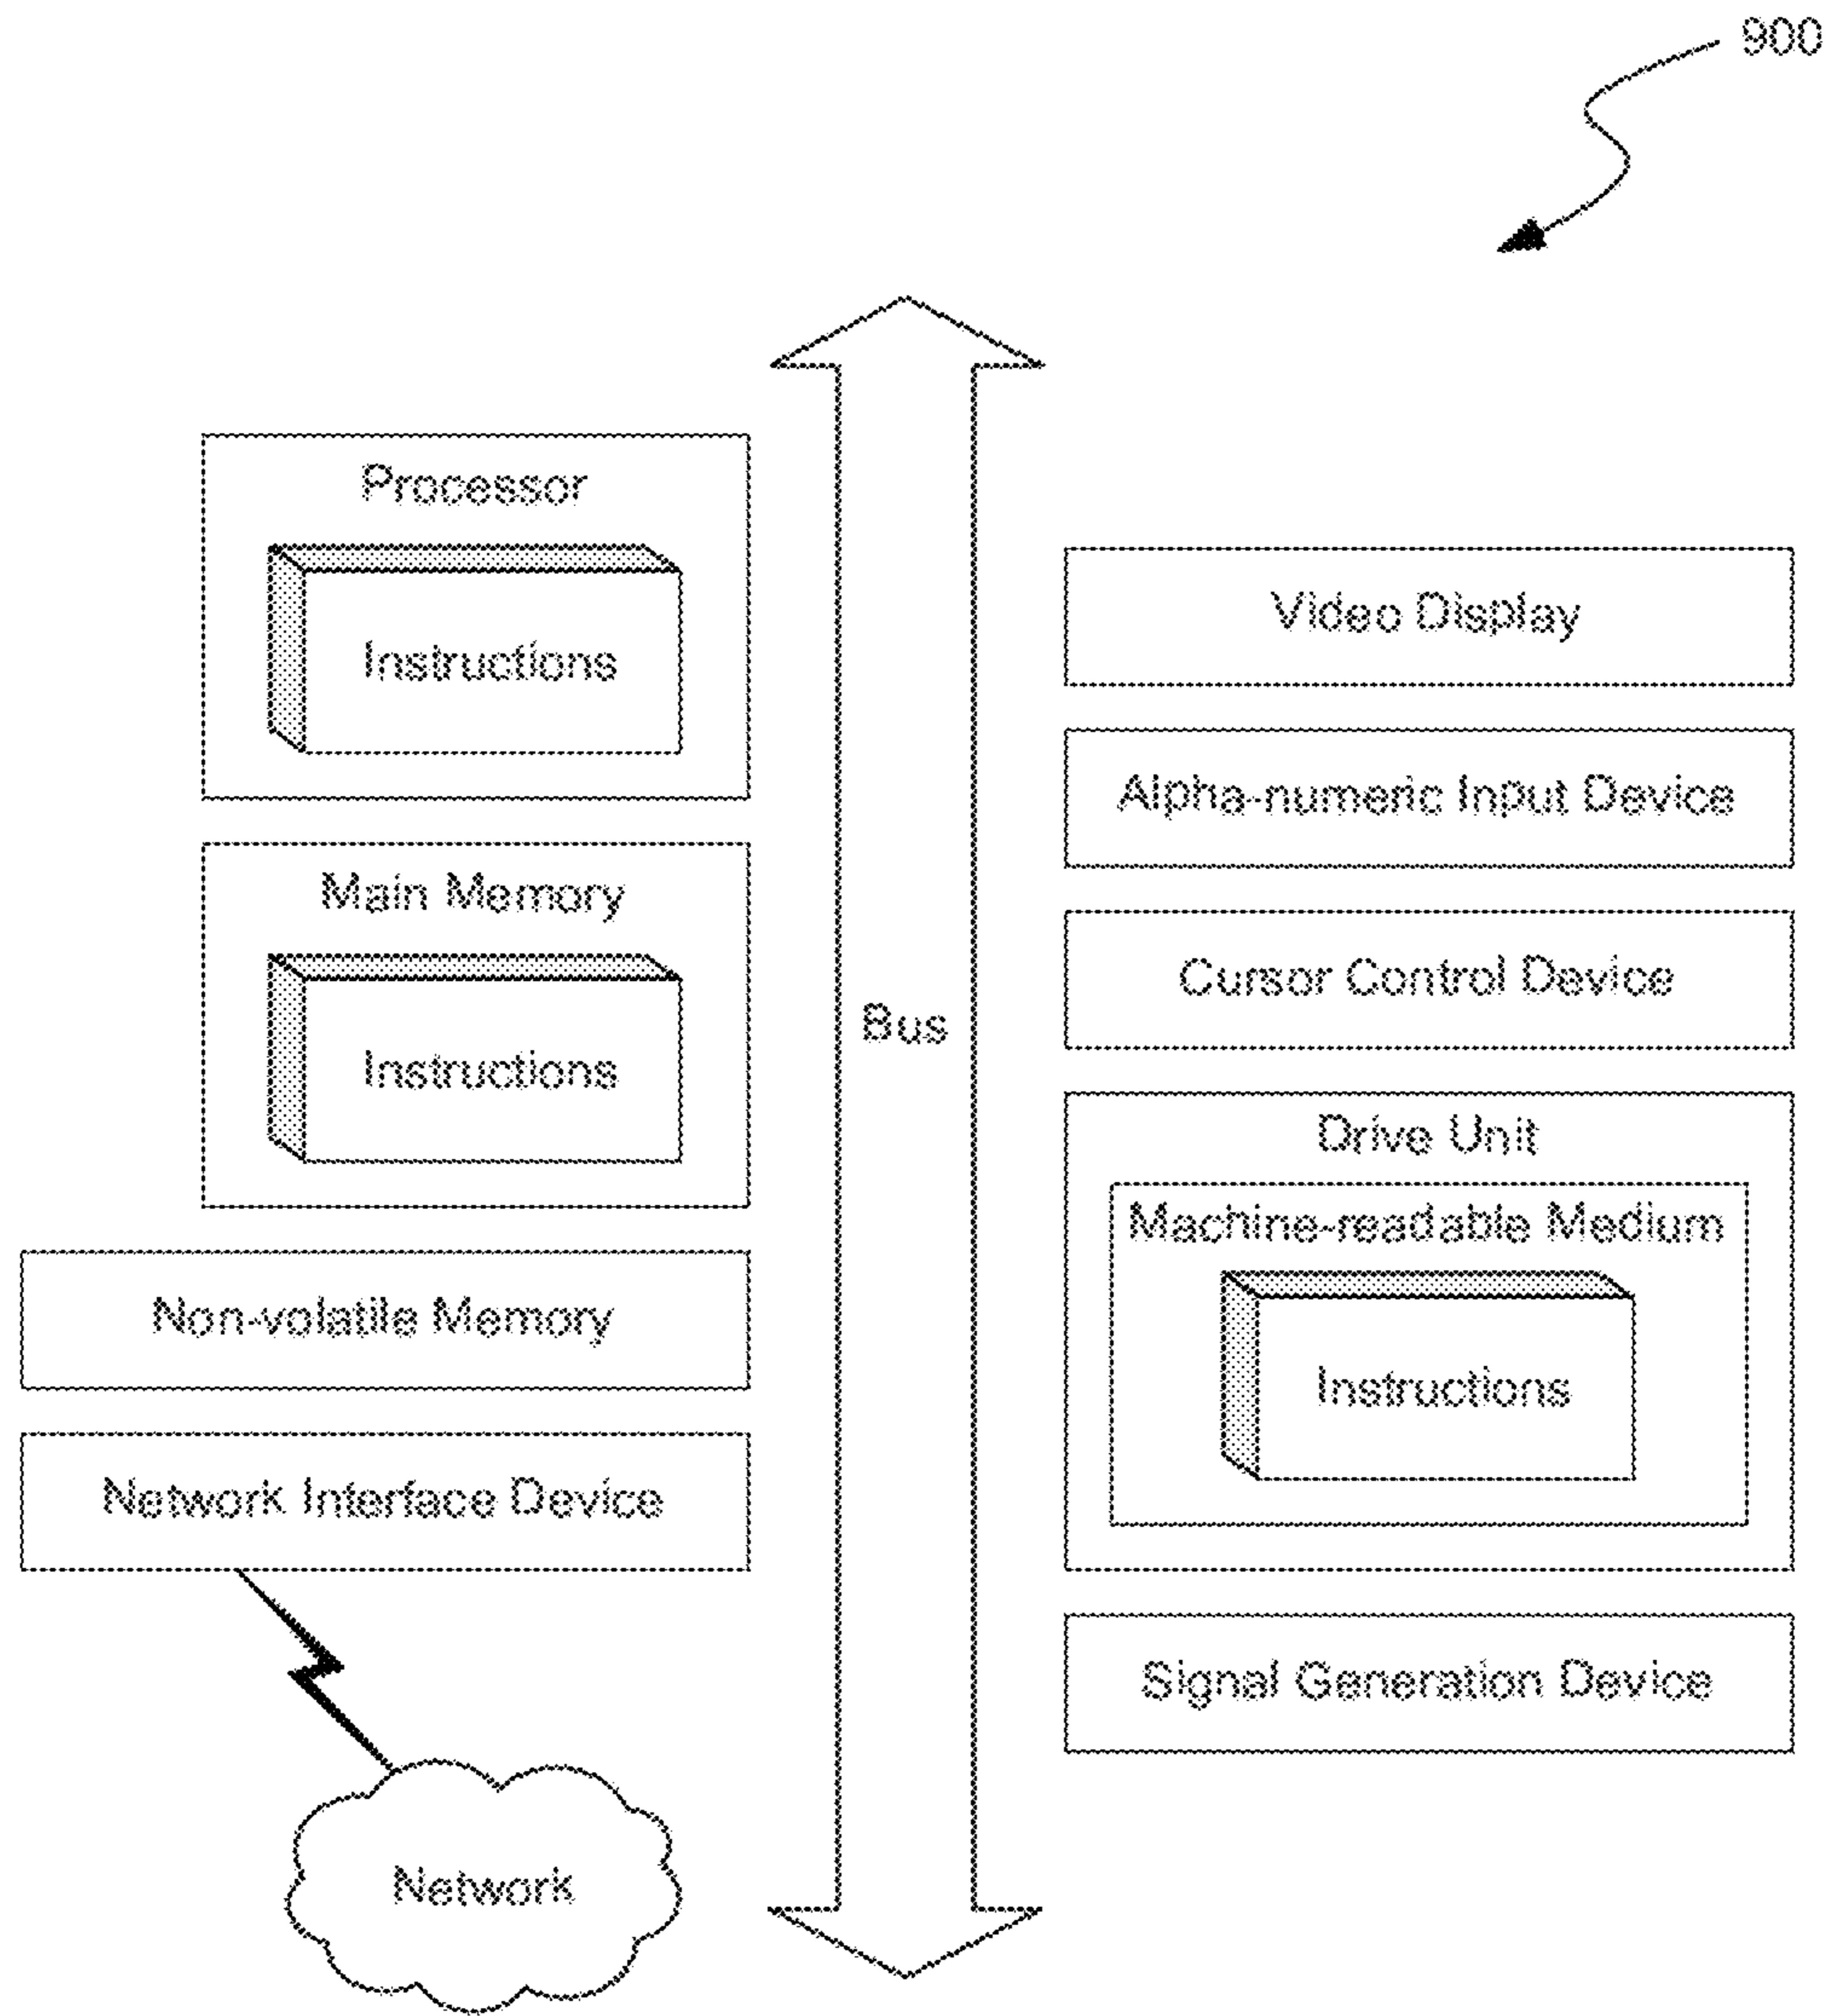 900
Processor
Instructions
Main Memory
Instructions
Non-volatile Memory
Network Interface Device
Network
Bus
Video Display
Alpha-numeric Input Device
Cursor Control Device
Drive Unit
Machine-readable Medium
Instructions
Signal Generation Device